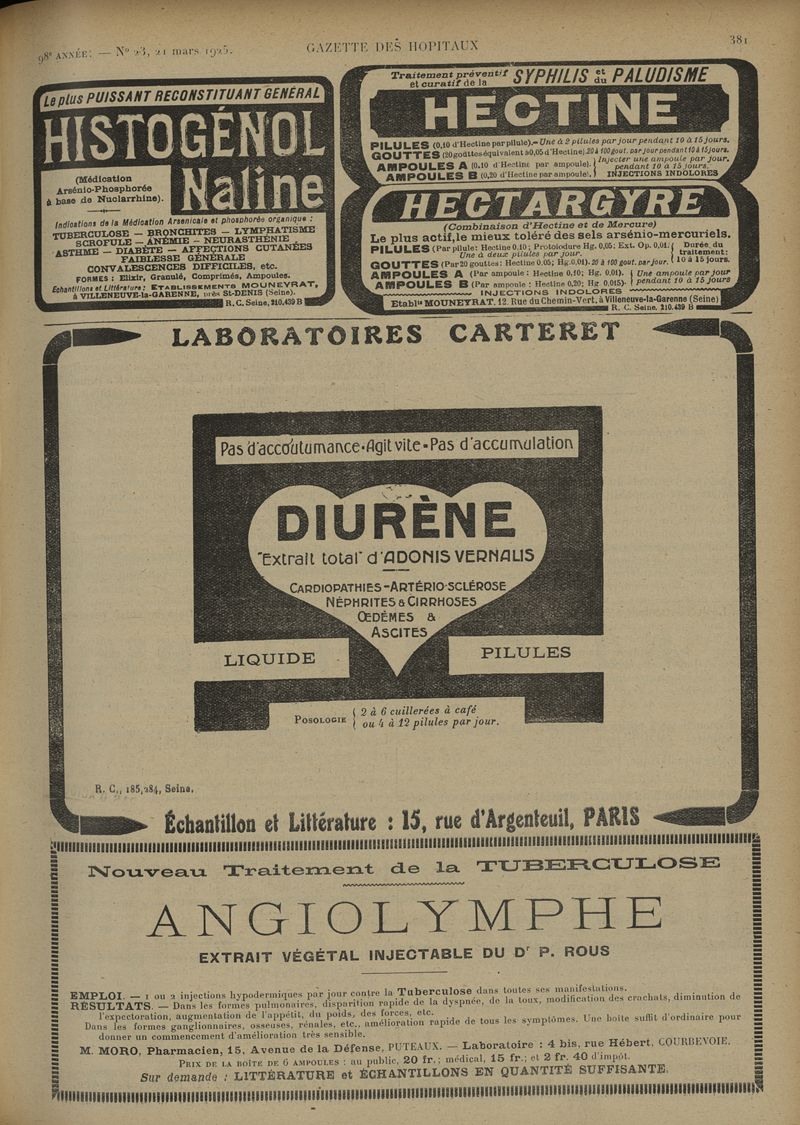 98e ANNÉE. — No 23, 21 mars 1925.
GAZETTE DES HOPITAUX
381
Le plus PUISSANT RECONSTITUANT GÉNÉRAL
HISTOGÉNOL
Naline
(Médication
Arsénio-Phosphorée
à base de Nuclarrhine).
Indications de la Médication Arsenicale et phosphorée organique :
TUBERCULOSE — BRONCHITES — LYMPHATISME
SCROFULE — ANÉMIE — NEURASTHÉNIE
ASTHME — DIABÈTE — AFFECTIONS CUTANÉES
FAIBLESSE GÉNÉRALE
CONVALESCENCES DIFFICILES, etc.
FORMES : Elixir, Granulé, Comprimés, Ampoules.
Echantillons et Littérature : ETABLISSEMENTS MOUNEYRAT,
à VILLENEUVE-la-GARENNE, près St-DENIS (Seine).
R. C. Seine, 210.439 B
Traitement préventif et curatif de la SYPHILIS et du PALUDISME
HECTINE
PILULES (0,10 d'Hectine par pilule).— Une à 2 pilules par jour pendant 10 à 15 jours.
GOUTTES (20 gouttes équivalent à 0,05 d'Hectine). 20 à 100 gout. par jour pendant 10 à 15 jours.
AMPOULES A (0,10 d'Hectine par ampoule). Injecter une ampoule par jour,
AMPOULES B (0,20 d'Hectine par ampoule). pendant 10 à 15 jours.
INJECTIONS INDOLORES
HECTARGYRE
(Combinaison d'Hectine et de Mercure)
Le plus actif, le mieux toléré des sels arsénio-mercuriels.
PILULES (Par pilule: Hectine 0,10; Protoiodure Hg. 0,05; Ext. Op. 0,01.
Une à deux pilules par jour.
GOUTTES (Par 20 gouttes: Hectine 0,05; Hg. 0,01). 20 à 100 gout. par jour.
Durée du traitement: 10 à 15 jours.
AMPOULES A (Par ampoule : Hectine 0,10; Hg. 0,01). Une ampoule par jour
AMPOULES B (Par ampoule : Hectine 0,20; Hg 0,015). pendant 10 à 15 jours
INJECTIONS INDOLORES
Etablts MOUNEYRAT, 12, Rue du Chemin-Vert, à Villeneuve-la-Garenne (Seine)
R. C. Seine, 210.439 B
LABORATOIRES CARTERET
Pas d'accoutumance•Agit vite•Pas d'accumulation
DIURÈNE
"Extrait total" d'ADONIS VERNALIS
CARDIOPATHIES-ARTÉRIO-SCLÉROSE
NÉPHRITES & CIRRHOSES
ŒDÈMES &
ASCITES
LIQUIDE
PILULES
POSOLOGIE { 2 à 6 cuillerées à café
ou 4 à 12 pilules par jour.
R. C., 185,284, Seine.
Échantillon et Littérature : 15, rue d'Argenteuil, PARIS
Nouveau Traitement de la TUBERCULOSE
ANGIOLYMPHE
EXTRAIT VÉGÉTAL INJECTABLE DU Dr P. ROUS
EMPLOI. — 1 ou 2 injections hypodermiques par jour contre la Tuberculose dans toutes ses manifestations.
RÉSULTATS. — Dans les formes pulmonaires, disparition rapide de la dyspnée, de la toux, modification des crachats, diminution de
l'expectoration, augmentation de l'appétit, du poids, des forces, etc.
Dans les formes ganglionnaires, osseuses, rénales, etc., amélioration rapide de tous les symptômes. Une boîte suffit d'ordinaire pour
donner un commencement d'amélioration très sensible.
M. MORO, Pharmacien, 15, Avenue de la Défense, PUTEAUX. — Laboratoire : 4 bis, rue Hébert, COURBEVOIE.
PRIX DE LA BOÎTE DE 6 AMPOULES : au public, 20 fr.; médical, 15 fr.; et 2 fr. 40 d'impôt.
Sur demande : LITTÉRATURE et ÉCHANTILLONS EN QUANTITÉ SUFFISANTE.